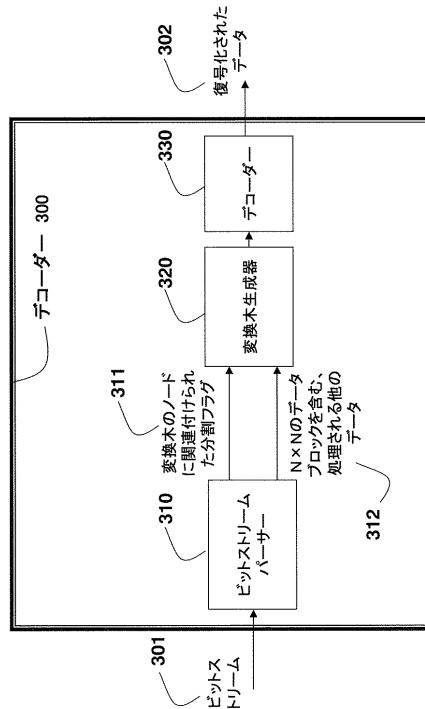 デコーダー 300
301
ビットス
トリーム
310
ビットストリーム
パーサー
311
変換木のノード
に関連付けられ
た分割フラグ
N×Nのデータ
ブロックを含む、
処理される他の
データ
312
320
変換木生成器
330
デコーダー
302
復号化された
データ